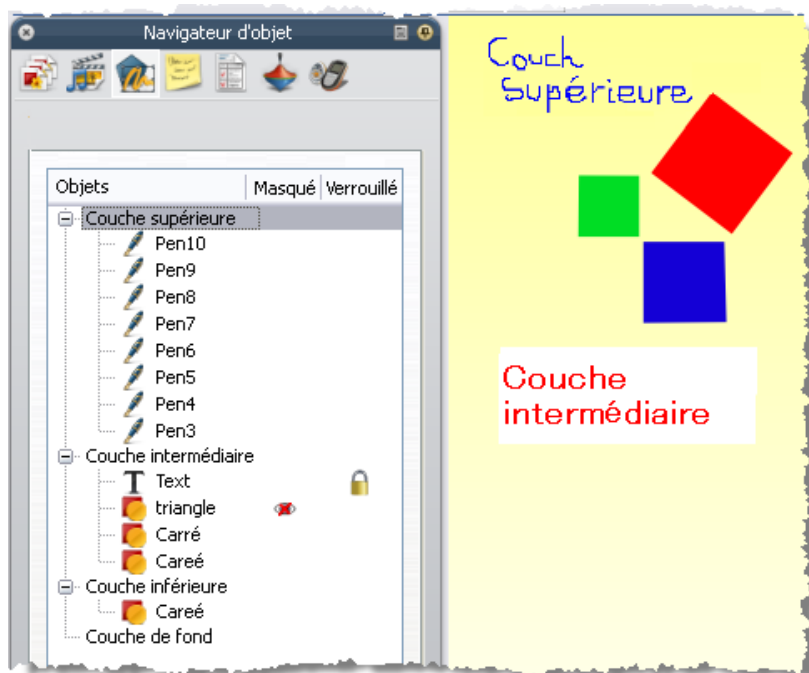 Navigateur d'objet
Objets Masqué Verrouillé
Couche supérieure
Pen10
Pen9
Pen8
Pen7
Pen6
Pen5
Pen4
Pen3
Couche intermédiaire
Text
triangle
Carré
Careé
Couche inférieure
Careé
Couche de fond
Couch
Supérieure
Couche
intermédiaire